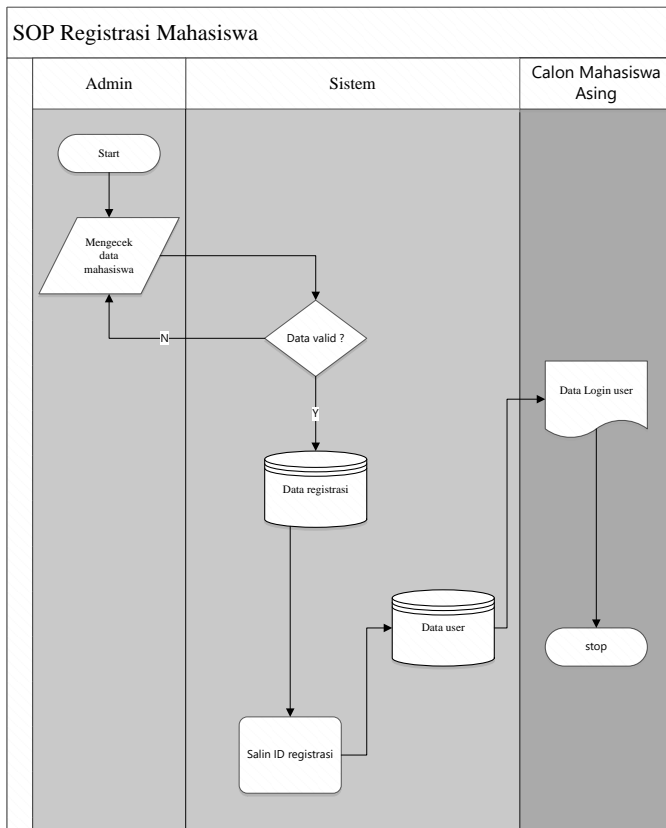 SOP Registrasi Mahasiswa
Admin
Sistem
Calon Mahasiswa
Asing
Start
Mengecek
data
mahasiswa
Data valid ?
N
Y
Data registrasi
Salin ID registrasi
Data user
Data Login user
stop